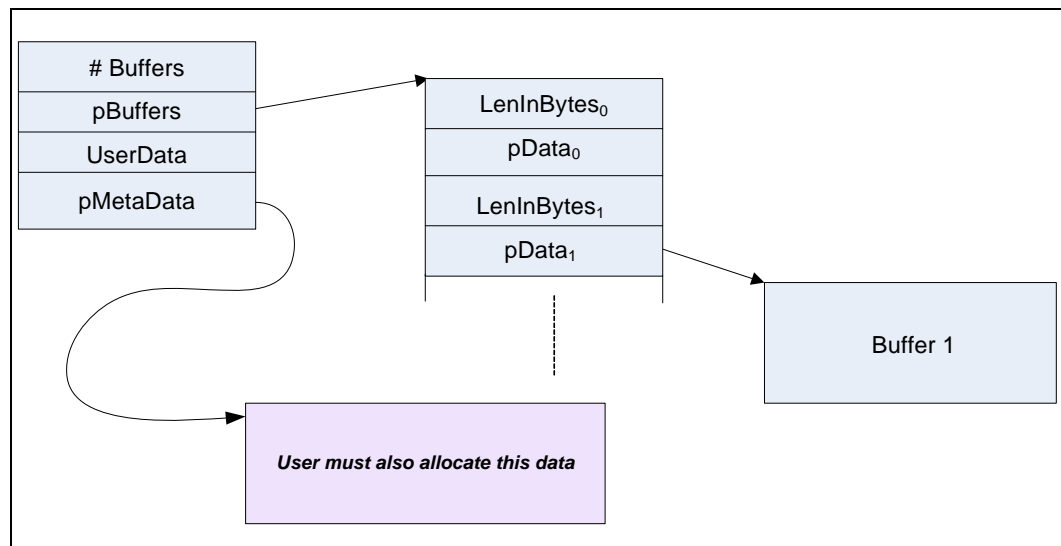 # Buffers
pBuffers
UserData
pMetaData
LenInBytes₀
pData₀
LenInBytes₁
pData₁
Buffer 1
User must also allocate this data